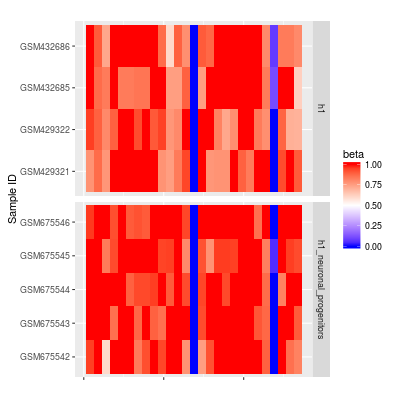 GSM432686
GSM432685
GSM429322
GSM429321
h1
GSM675546
GSM675545
GSM675544
GSM675543
GSM675542
h1_neuronal_progenitors
Sample ID
beta
1.00
0.75
0.50
0.25
0.00